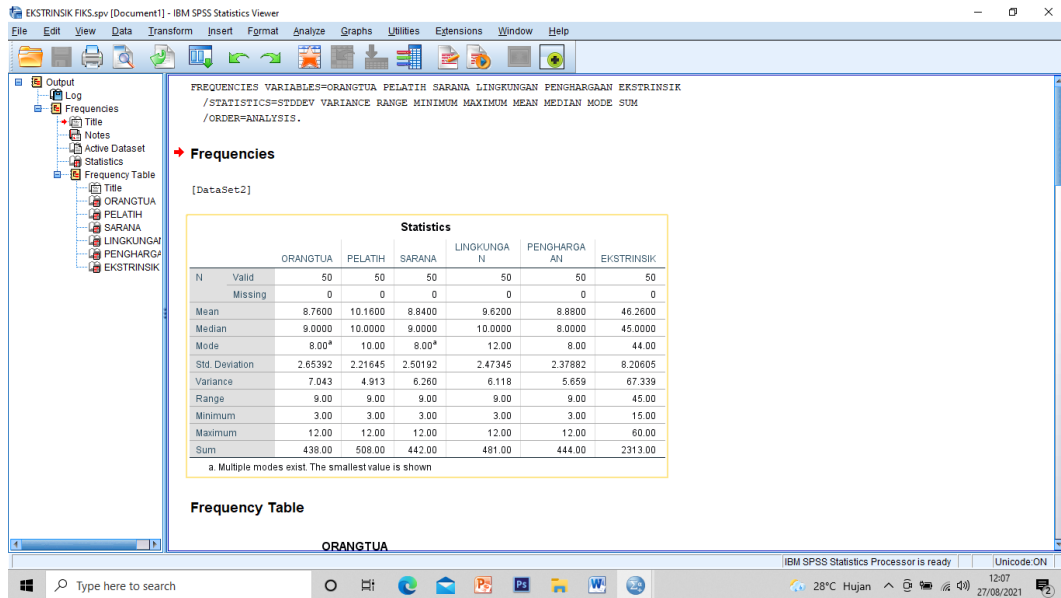 EKSTRINSIK FIKS.spv [Document1] - IBM SPSS Statistics Viewer
File Edit View Data Transform Insert Format Analyze Graphs Utilities Extensions Window Help
Output
Log
Frequencies
Title
Notes
Active Dataset
Statistics
Frequency Table
Title
ORANGTUA
PELATIH
SARANA
LINGKUNGAN
PENGHARGA
EKSTRINSIK
FREQUENCIES VARIABLES=ORANGTUA PELATIH SARANA LINGKUNGAN PENGHARGAAN EKSTRINSIK
/STATISTICS=STDDEV VARIANCE RANGE MINIMUM MAXIMUM MEAN MEDIAN MODE SUM
/ORDER=ANALYSIS.
Frequencies
[DataSet2]
Statistics
ORANGTUA PELATIH SARANA LINGKUNGA N PENGHARGA AN EKSTRINSIK
N Valid 50 50 50 50 50 50
Missing 0 0 0 0 0 0
Mean 8.7600 10.1600 8.8400 9.6200 8.8800 46.2600
Median 9.0000 10.0000 9.0000 10.0000 8.0000 45.0000
Mode 8.00a 10.00 8.00a 12.00 8.00 44.00
Std. Deviation 2.65392 2.21645 2.50192 2.47345 2.37882 8.20605
Variance 7.043 4.913 6.260 6.118 5.659 67.339
Range 9.00 9.00 9.00 9.00 9.00 45.00
Minimum 3.00 3.00 3.00 3.00 3.00 15.00
Maximum 12.00 12.00 12.00 12.00 12.00 60.00
Sum 438.00 508.00 442.00 481.00 444.00 2313.00
a. Multiple modes exist. The smallest value is shown
Frequency Table
ORANGTUA
IBM SPSS Statistics Processor is ready Unicode:ON
Type here to search
Ps
W
28°C Hujan
12:07
27/08/2021
2